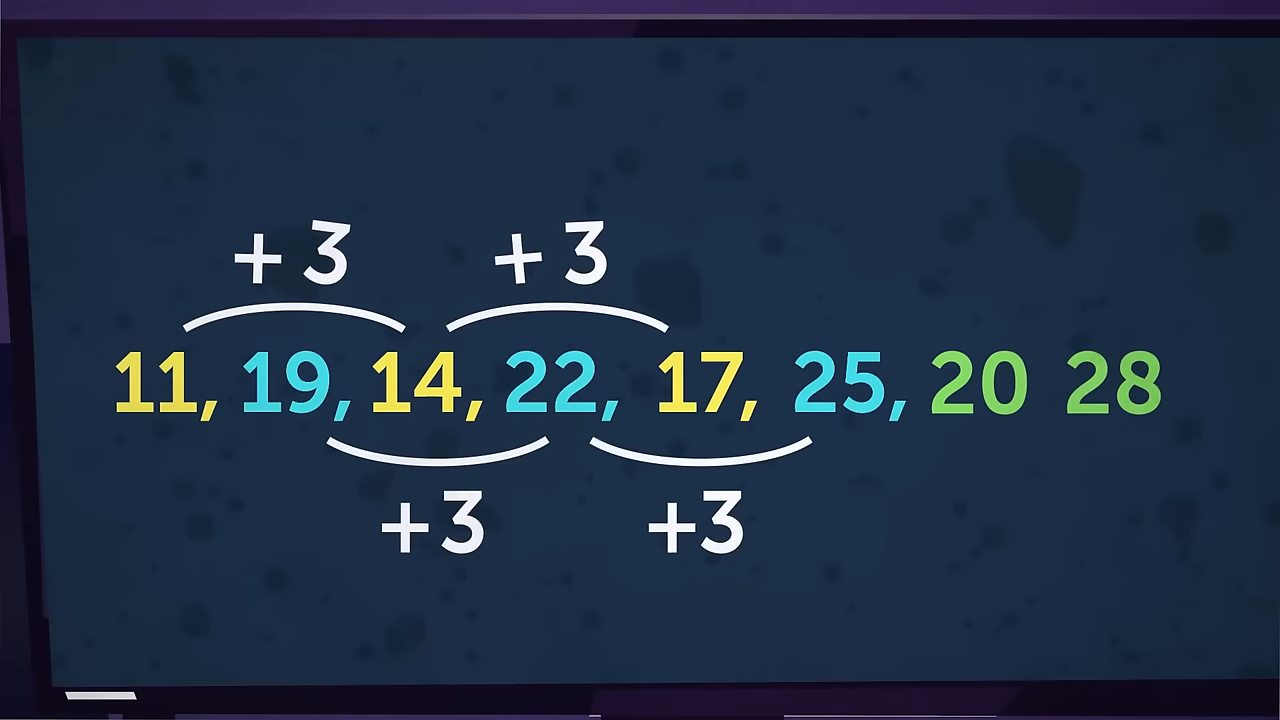 + 3 + 3
11, 19, 14, 22, 17, 25, 20 28
+3 +3